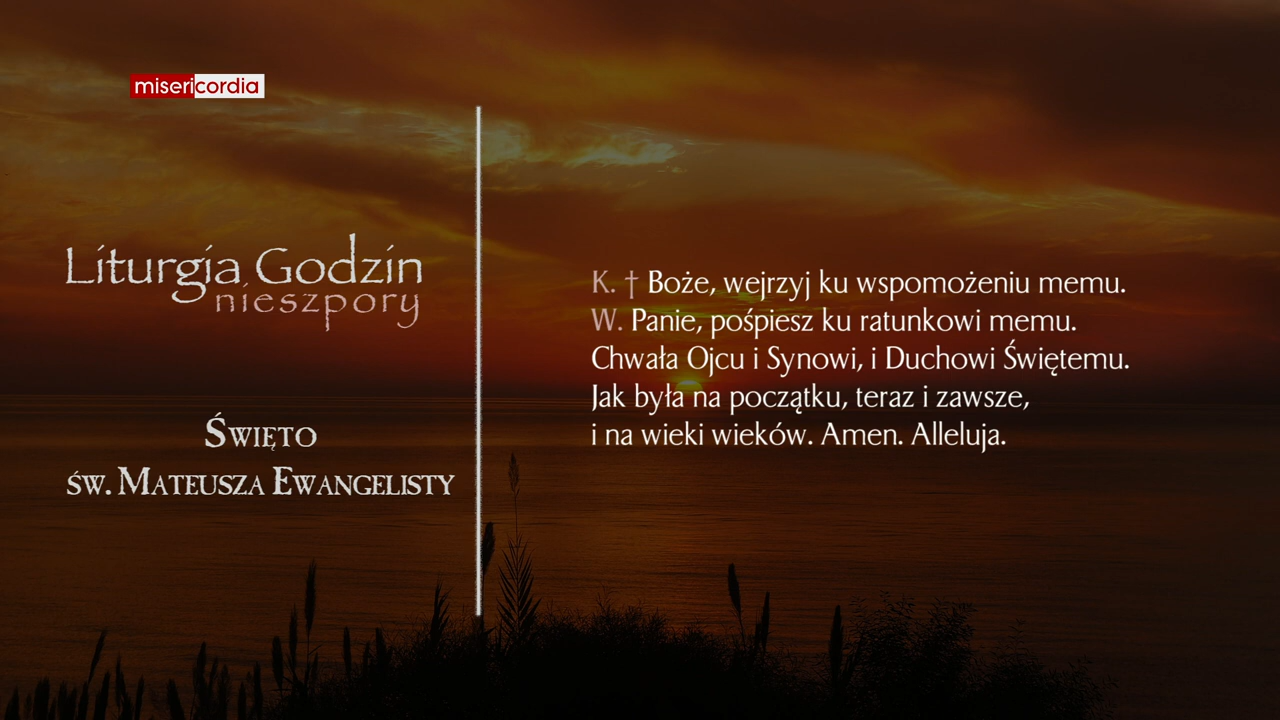 misericordia
Liturgia Godzin
nieszpory
Święto
św. Mateusza Ewangelisty
K. † Boże, wejrzyj ku wspomożeniu memu.
W. Panie, pośpiesz ku ratunkowi memu.
Chwała Ojcu i Synowi, i Duchowi Świętemu.
Jak była na początku, teraz i zawsze,
i na wieki wieków. Amen. Alleluja.